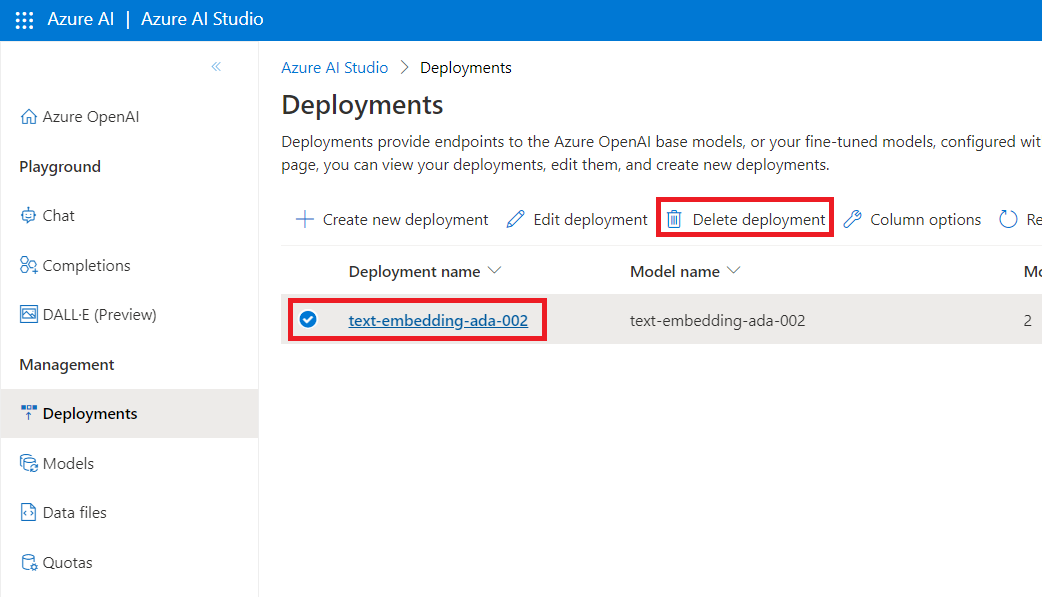 Azure AI | Azure AI Studio
Azure OpenAI
Playground
Chat
Completions
DALL·E (Preview)
Management
Deployments
Models
Data files
Quotas
Azure AI Studio > Deployments
Deployments
Deployments provide endpoints to the Azure OpenAI base models, or your fine-tuned models, configured wit
page, you can view your deployments, edit them, and create new deployments.
Create new deployment Edit deployment Delete deployment Column options Re
Deployment name Model name Mo
text-embedding-ada-002 text-embedding-ada-002 2